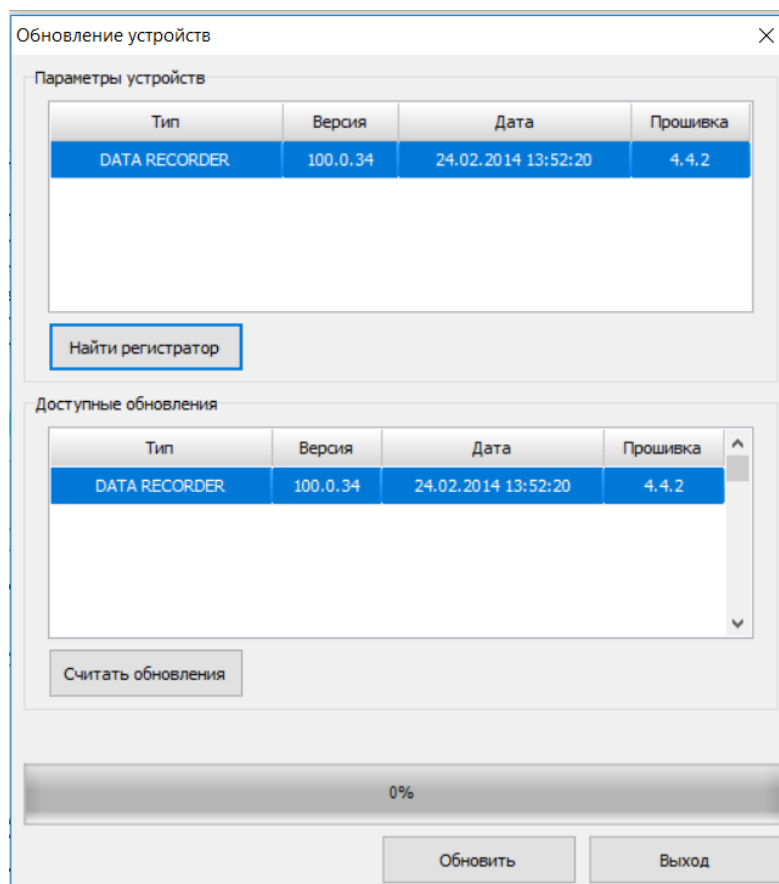 Обновление устройств
Параметры устройств
Тип Версия Дата Прошивка
DATA RECORDER 100.0.34 24.02.2014 13:52:20 4.4.2
Найти регистратор
Доступные обновления
Тип Версия Дата Прошивка
DATA RECORDER 100.0.34 24.02.2014 13:52:20 4.4.2
Считать обновления
0%
Обновить Выход